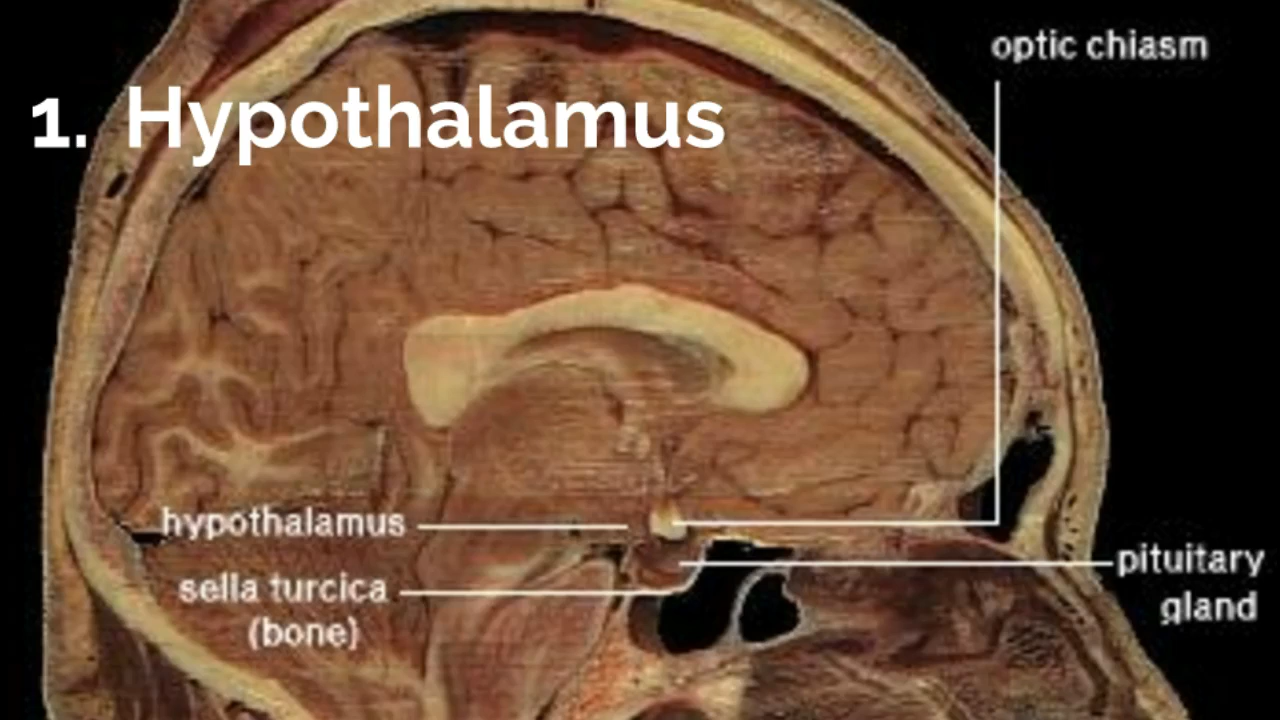 optic chiasm
1. Hypothalamus
hypothalamus
sella turcica
(bone)
pituitary
gland